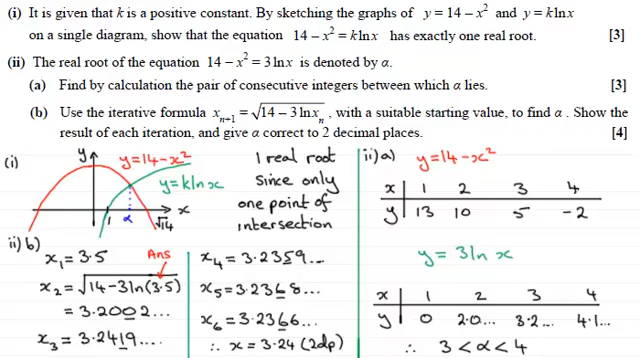 (i) It is given that k is a positive constant. By sketching the graphs of y = 14 − x² and y = k ln x
on a single diagram, show that the equation 14 − x² = k ln x has exactly one real root. [3]
(ii) The real root of the equation 14 − x² = 3 ln x is denoted by α.
(a) Find by calculation the pair of consecutive integers between which α lies. [3]
(b) Use the iterative formula xₙ₊₁ = √(14 − 3 ln xₙ), with a suitable starting value, to find α. Show the
result of each iteration, and give α correct to 2 decimal places. [4]
(i)
y
y = 14 − x²
y = k ln x
1
α
√14
x
1 real root
since only
one point of
intersection
ii) a) y = 14 − x²
x 1 2 3 4
y 13 10 5 −2
y = 3 ln x
x 1 2 3 4
y 0 2.0... 3.2... 4.1...
∴ 3 < α < 4
ii) b)
x₁ = 3.5
Ans
x₂ = √14 − 3 ln (3.5)
= 3.2002...
x₃ = 3.2419....
x₄ = 3.2359...
x₅ = 3.2368...
x₆ = 3.2366...
∴ x = 3.24 (2dp)